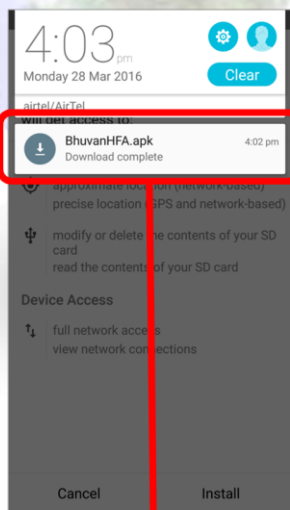 4:03 pm
Monday 28 Mar 2016
Clear
airtel/AirTel
will get access to:
BhuvanHFA.apk 4:02 pm
Download complete
approximate location (network-based)
precise location (GPS and network-based)
modify or delete the contents of your SD
card
read the contents of your SD card
Device Access
full network access
view network connections
Cancel Install